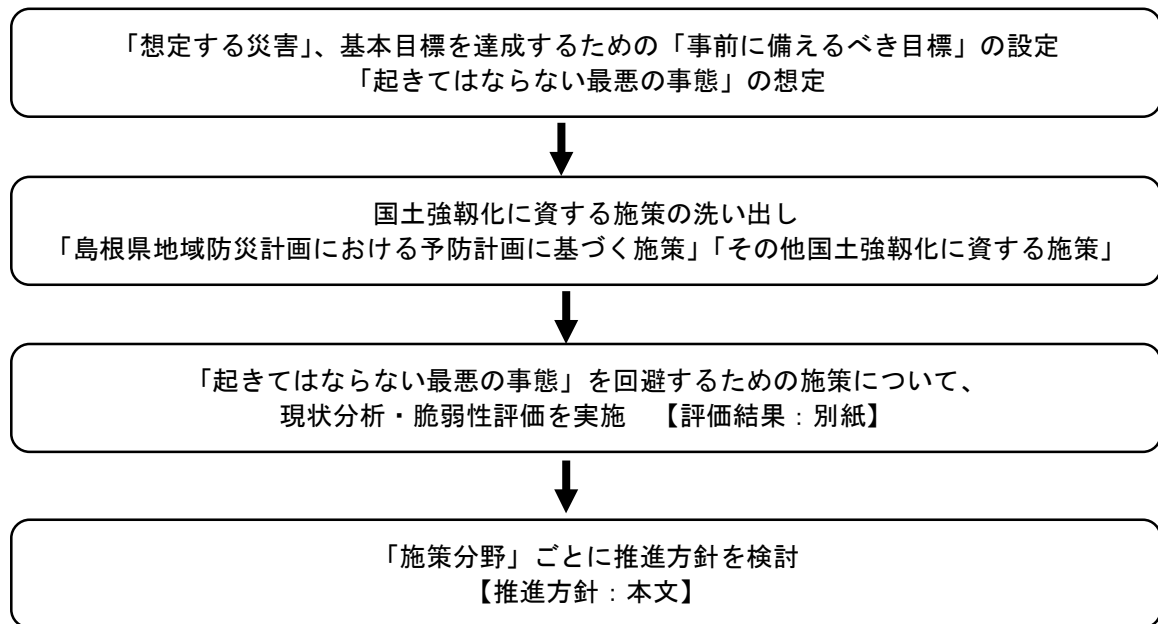 「想定する災害」、基本目標を達成するための「事前に備えるべき目標」の設定
「起きてはならない最悪の事態」の想定
国土強靱化に資する施策の洗い出し
「島根県地域防災計画における予防計画に基づく施策」「その他国土強靱化に資する施策」
「起きてはならない最悪の事態」を回避するための施策について、
現状分析・脆弱性評価を実施　【評価結果：別紙】
「施策分野」ごとに推進方針を検討
【推進方針：本文】